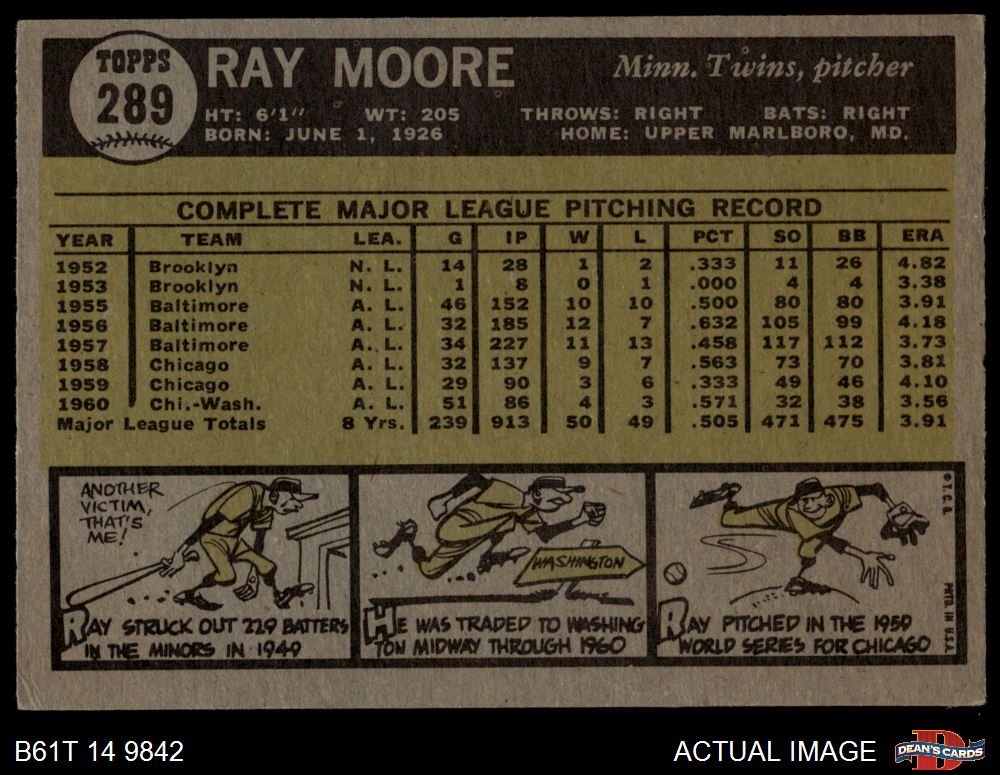 TOPPS
289
RAY MOORE
Minn. Twins, pitcher
HT: 6'1" WT: 205 THROWS: RIGHT BATS: RIGHT
BORN: JUNE 1, 1926 HOME: UPPER MARLBORO, MD.
COMPLETE MAJOR LEAGUE PITCHING RECORD
YEAR TEAM LEA. G IP W L PCT SO BB ERA
1952 Brooklyn N. L. 14 28 1 2 .333 11 26 4.82
1953 Brooklyn N. L. 1 8 0 1 .000 4 4 3.38
1955 Baltimore A. L. 46 152 10 10 .500 80 80 3.91
1956 Baltimore A. L. 32 185 12 7 .632 105 99 4.18
1957 Baltimore A. L. 34 227 11 13 .458 117 112 3.73
1958 Chicago A. L. 32 137 9 7 .563 73 70 3.81
1959 Chicago A. L. 29 90 3 6 .333 49 46 4.10
1960 Chi.-Wash. A. L. 51 86 4 3 .571 32 38 3.56
Major League Totals 8 Yrs. 239 913 50 49 .505 471 475 3.91
ANOTHER
VICTIM,
THAT'S
ME!
RAY STRUCK OUT 229 BATTERS
IN THE MINORS IN 1949
WASHINGTON
HE WAS TRADED TO WASHING
TON MIDWAY THROUGH 1960
RAY PITCHED IN THE 1959
WORLD SERIES FOR CHICAGO
© T. C. G.
PRTD. IN U.S.A.
B61T 14 9842
ACTUAL IMAGE
DEAN'S CARDS